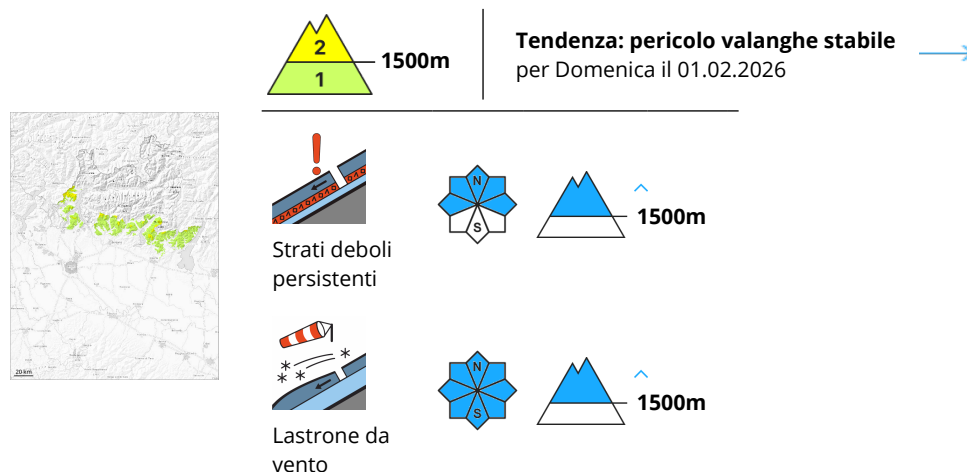 2
1
1500m
Tendenza: pericolo valanghe stabile
per Domenica il 01.02.2026
20 km
N
S
1500m
Strati deboli
persistenti
N
S
1500m
Lastrone da
vento